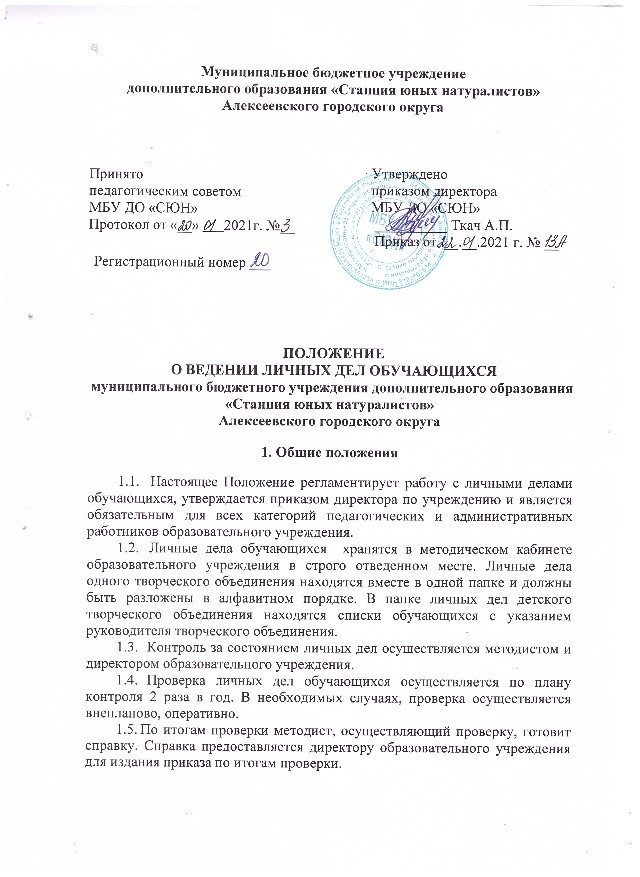 Муниципальное бюджетное учреждение
дополнительного образования «Станция юных натуралистов»
Алексеевского городского округа
Принято
педагогическим советом
МБУ ДО «СЮН»
Протокол от «20» 01 2021г. №3
Регистрационный номер 20
Утверждено
приказом директора
МБУ ДО «СЮН»
Ткач А.П.
Приказ от 22.01.2021 г. № 13А
ПОЛОЖЕНИЕ
О ВЕДЕНИИ ЛИЧНЫХ ДЕЛ ОБУЧАЮЩИХСЯ
муниципального бюджетного учреждения дополнительного образования
«Станция юных натуралистов»
Алексеевского городского округа
1. Общие положения
1.1. Настоящее Положение регламентирует работу с личными делами
обучающихся, утверждается приказом директора по учреждению и является
обязательным для всех категорий педагогических и административных
работников образовательного учреждения.
1.2. Личные дела обучающихся хранятся в методическом кабинете
образовательного учреждения в строго отведенном месте. Личные дела
одного творческого объединения находятся вместе в одной папке и должны
быть разложены в алфавитном порядке. В папке личных дел детского
творческого объединения находятся списки обучающихся с указанием
руководителя творческого объединения.
1.3. Контроль за состоянием личных дел осуществляется методистом и
директором образовательного учреждения.
1.4. Проверка личных дел обучающихся осуществляется по плану
контроля 2 раза в год. В необходимых случаях, проверка осуществляется
внепланово, оперативно.
1.5. По итогам проверки методист, осуществляющий проверку, готовит
справку. Справка предоставляется директору образовательного учреждения
для издания приказа по итогам проверки.